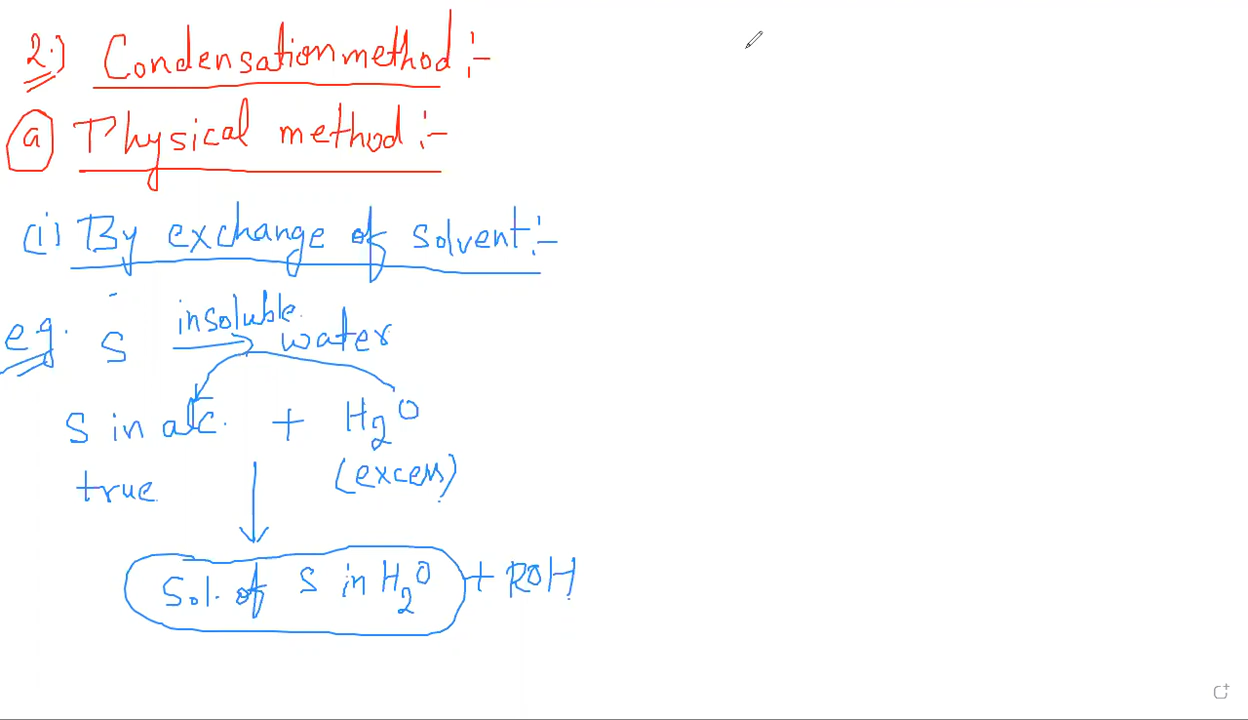 2.) Condensation method :-
(a) Physical method :-
(i) By exchange of solvent :-
eg. S insoluble → water
S in alc. + H₂O
true (excess)
↓
Sol. of S in H₂O + ROH